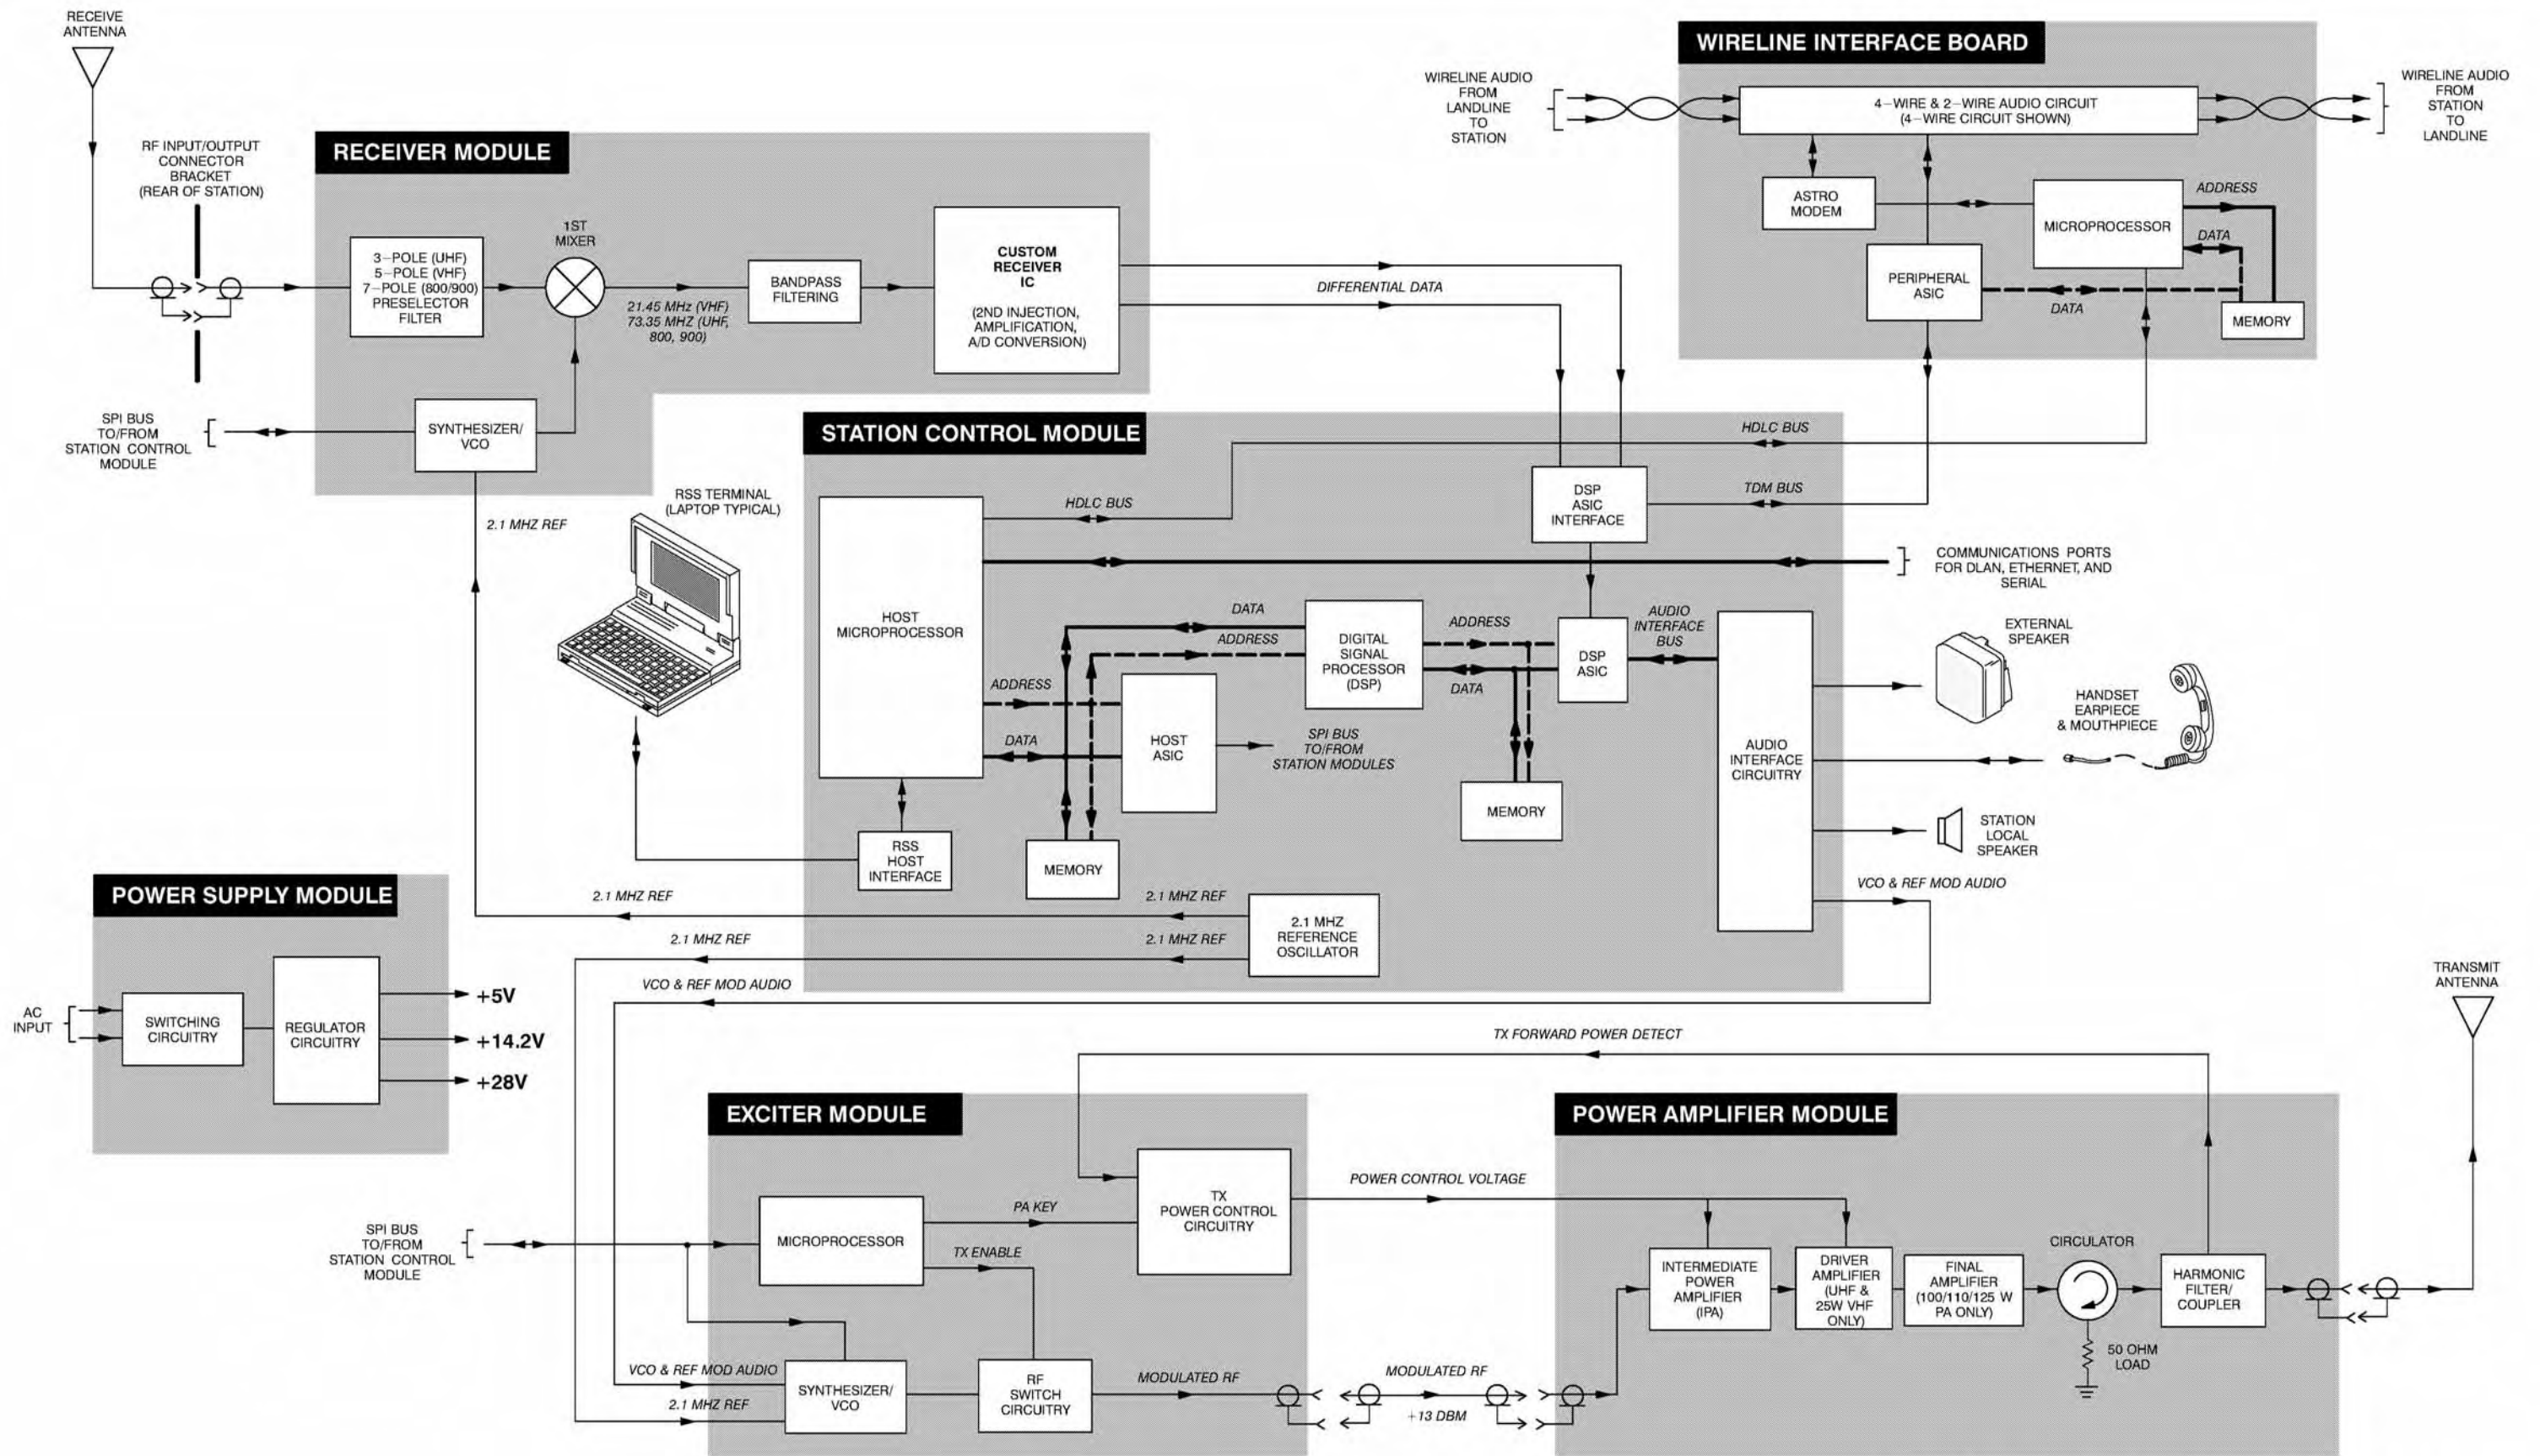 RECEIVE
ANTENNA
RF INPUT/OUTPUT
CONNECTOR
BRACKET
(REAR OF STATION)
RECEIVER MODULE
3–POLE (UHF)
5–POLE (VHF)
7–POLE (800/900)
PRESELECTOR
FILTER
1ST
MIXER
21.45 MHz (VHF)
73.35 MHZ (UHF,
800, 900)
BANDPASS
FILTERING
CUSTOM
RECEIVER
IC
(2ND INJECTION,
AMPLIFICATION,
A/D CONVERSION)
DIFFERENTIAL DATA
SPI BUS
TO/FROM
STATION CONTROL
MODULE
SYNTHESIZER/
VCO
2.1 MHZ REF
WIRELINE INTERFACE BOARD
WIRELINE AUDIO
FROM
LANDLINE
TO
STATION
4–WIRE & 2–WIRE AUDIO CIRCUIT
(4–WIRE CIRCUIT SHOWN)
WIRELINE AUDIO
FROM
STATION
TO
LANDLINE
ASTRO
MODEM
MICROPROCESSOR
ADDRESS
DATA
PERIPHERAL
ASIC
DATA
MEMORY
STATION CONTROL MODULE
HDLC BUS
RSS TERMINAL
(LAPTOP TYPICAL)
HDLC BUS
DSP
ASIC
INTERFACE
TDM BUS
COMMUNICATIONS PORTS
FOR DLAN, ETHERNET, AND
SERIAL
HOST
MICROPROCESSOR
DATA
ADDRESS
DIGITAL
SIGNAL
PROCESSOR
(DSP)
ADDRESS
DATA
DSP
ASIC
AUDIO
INTERFACE
BUS
EXTERNAL
SPEAKER
ADDRESS
DATA
HOST
ASIC
SPI BUS
TO/FROM
STATION MODULES
MEMORY
AUDIO
INTERFACE
CIRCUITRY
HANDSET
EARPIECE
& MOUTHPIECE
STATION
LOCAL
SPEAKER
RSS
HOST
INTERFACE
MEMORY
VCO & REF MOD AUDIO
2.1 MHZ REF
2.1 MHZ REF
2.1 MHZ REF
2.1 MHZ REF
2.1 MHZ
REFERENCE
OSCILLATOR
VCO & REF MOD AUDIO
POWER SUPPLY MODULE
AC
INPUT
SWITCHING
CIRCUITRY
REGULATOR
CIRCUITRY
+5V
+14.2V
+28V
TRANSMIT
ANTENNA
TX FORWARD POWER DETECT
EXCITER MODULE
SPI BUS
TO/FROM
STATION CONTROL
MODULE
MICROPROCESSOR
PA KEY
TX ENABLE
TX
POWER CONTROL
CIRCUITRY
POWER CONTROL VOLTAGE
VCO & REF MOD AUDIO
2.1 MHZ REF
SYNTHESIZER/
VCO
RF
SWITCH
CIRCUITRY
MODULATED RF
MODULATED RF
+13 DBM
POWER AMPLIFIER MODULE
INTERMEDIATE
POWER
AMPLIFIER
(IPA)
DRIVER
AMPLIFIER
(UHF &
25W VHF
ONLY)
FINAL
AMPLIFIER
(100/110/125 W
PA ONLY)
CIRCULATOR
50 OHM
LOAD
HARMONIC
FILTER/
COUPLER